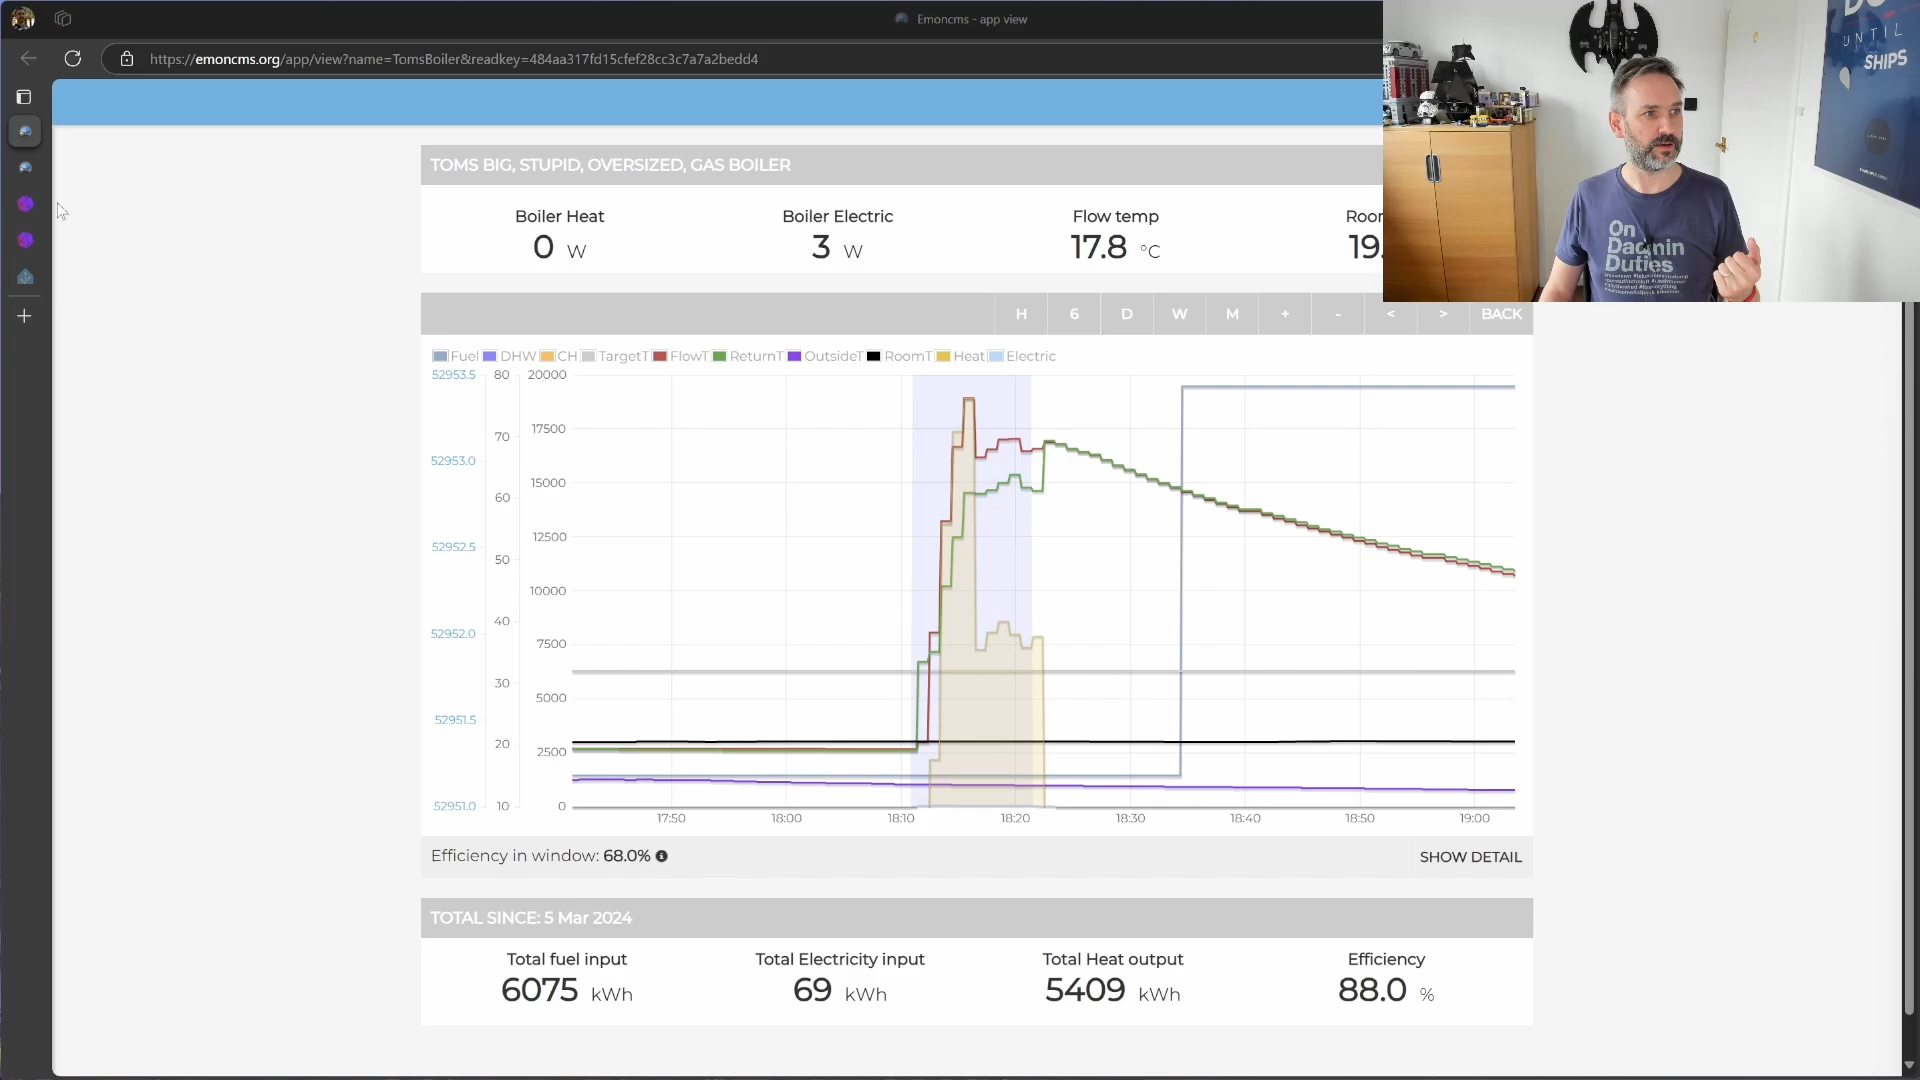 Emoncms - app view
https://emoncms.org/app/view?name=TomsBoiler&readkey=484aa317fd15cfef28cc3c7a7a2bedd4
UNTIL
SHIPS
On
Dadmin
Duties
TOMS BIG, STUPID, OVERSIZED, GAS BOILER
Boiler Heat
0 W
Boiler Electric
3 W
Flow temp
17.8 °C
Roo
19.
H 6 D W M + - < > BACK
Fuel DHW CH TargetT FlowT ReturnT OutsideT RoomT Heat Electric
52953.5 80 20000
17500
70
52953.0
15000
60
12500
52952.5
50
10000
40
52952.0
7500
30
5000
52951.5
20
2500
52951.0 10 0
17:50 18:00 18:10 18:20 18:30 18:40 18:50 19:00
Efficiency in window: 68.0%
SHOW DETAIL
TOTAL SINCE: 5 Mar 2024
Total fuel input
6075 kWh
Total Electricity input
69 kWh
Total Heat output
5409 kWh
Efficiency
88.0 %